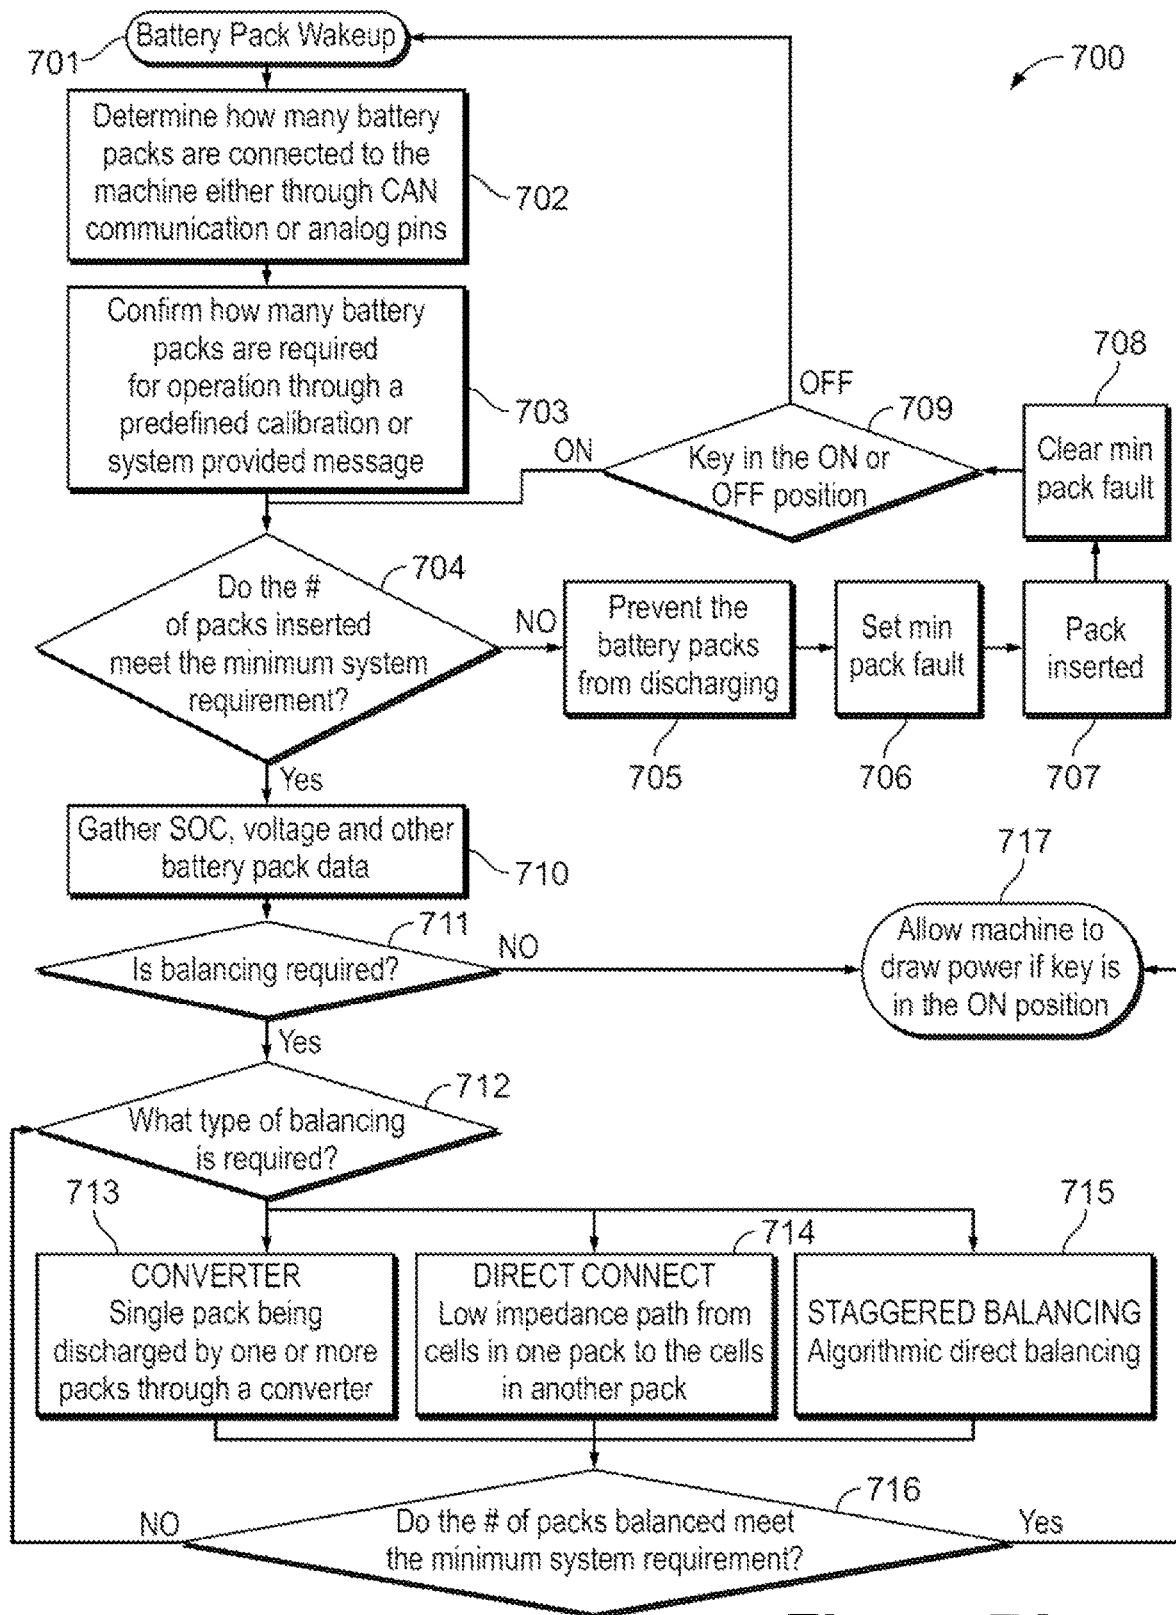 Battery Pack Wakeup
701
700
Determine how many battery
packs are connected to the
machine either through CAN
communication or analog pins
702
Confirm how many battery
packs are required
for operation through a
predefined calibration or
system provided message
703
OFF
709
ON
Key in the ON or
OFF position
708
Clear min
pack fault
704
Do the #
of packs inserted
meet the minimum system
requirement?
NO
Prevent the
battery packs
from discharging
705
Set min
pack fault
706
Pack
inserted
707
Yes
Gather SOC, voltage and other
battery pack data
710
711
Is balancing required?
NO
717
Allow machine to
draw power if key is
in the ON position
Yes
712
What type of balancing
is required?
713
CONVERTER
Single pack being
discharged by one or more
packs through a converter
714
DIRECT CONNECT
Low impedance path from
cells in one pack to the cells
in another pack
715
STAGGERED BALANCING
Algorithmic direct balancing
716
NO
Do the # of packs balanced meet
the minimum system requirement?
Yes